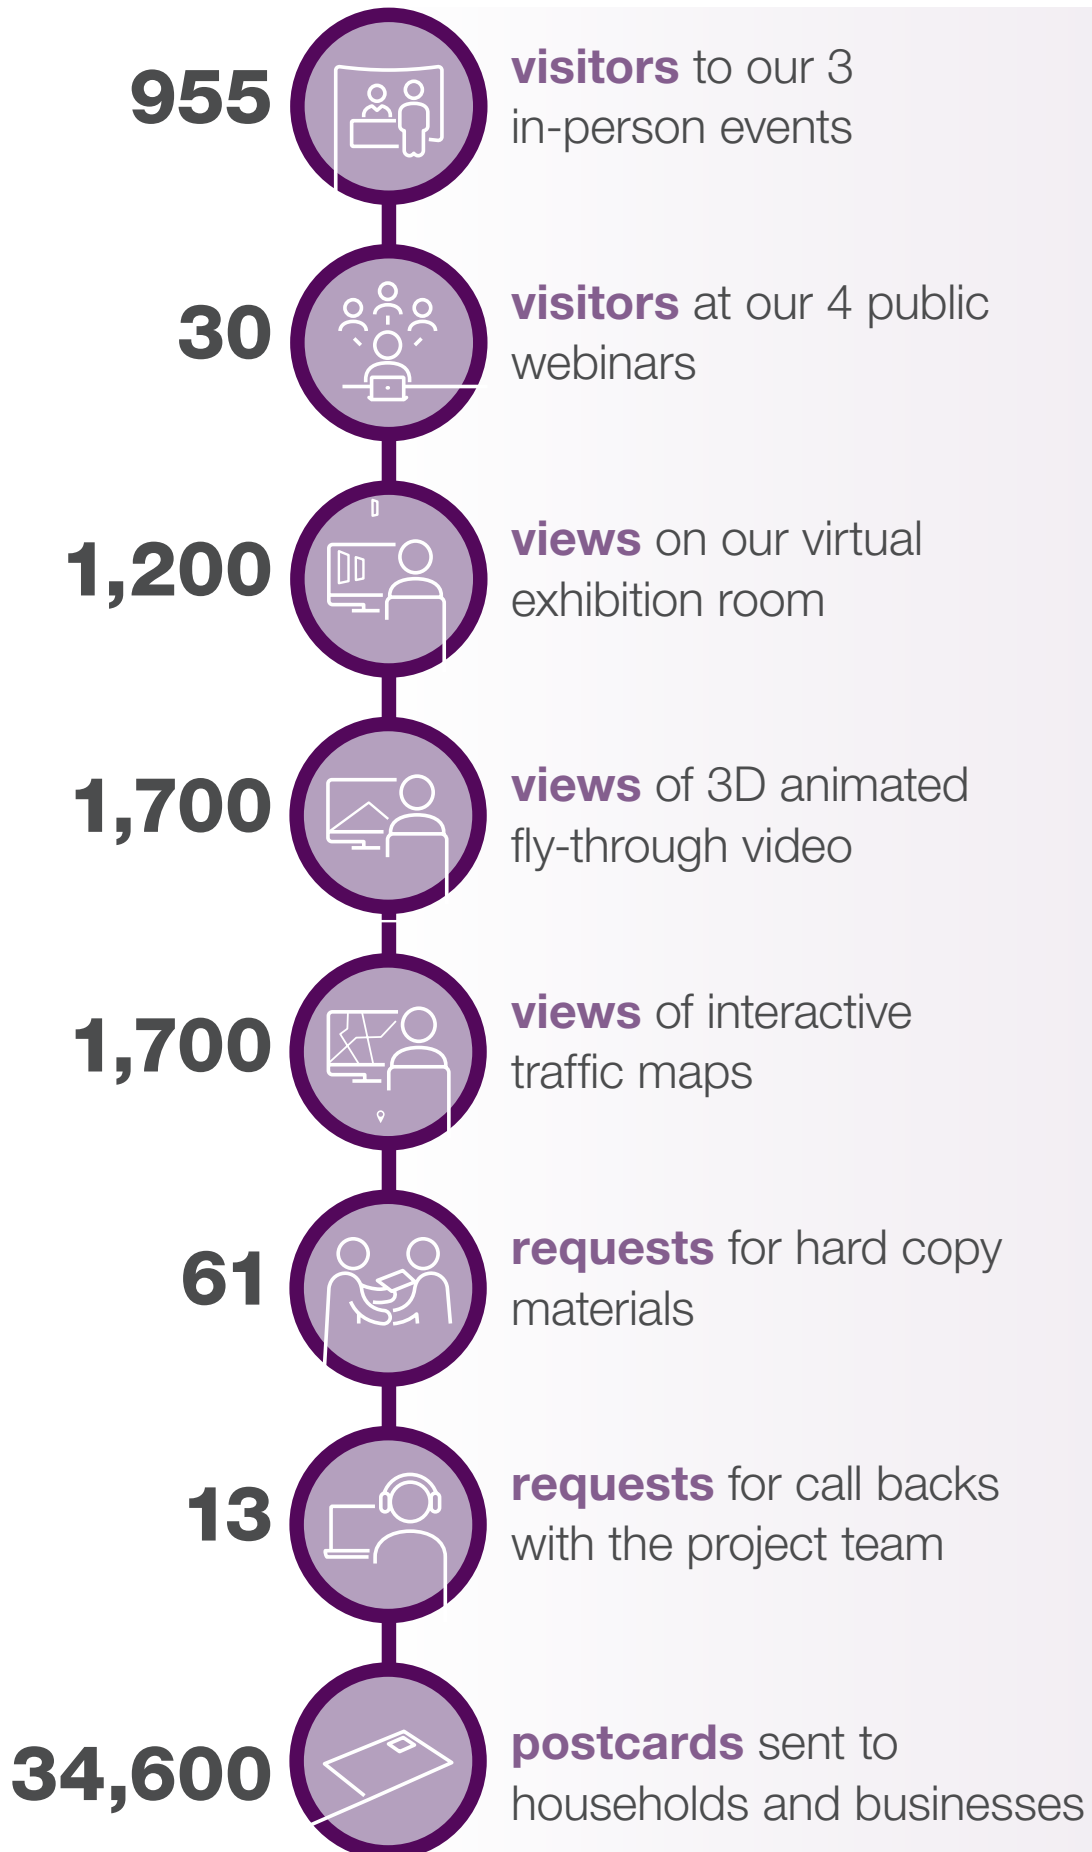 955
visitors to our 3
in-person events
30
visitors at our 4 public
webinars
1,200
views on our virtual
exhibition room
1,700
views of 3D animated
fly-through video
1,700
views of interactive
traffic maps
61
requests for hard copy
materials
13
requests for call backs
with the project team
34,600
postcards sent to
households and businesses